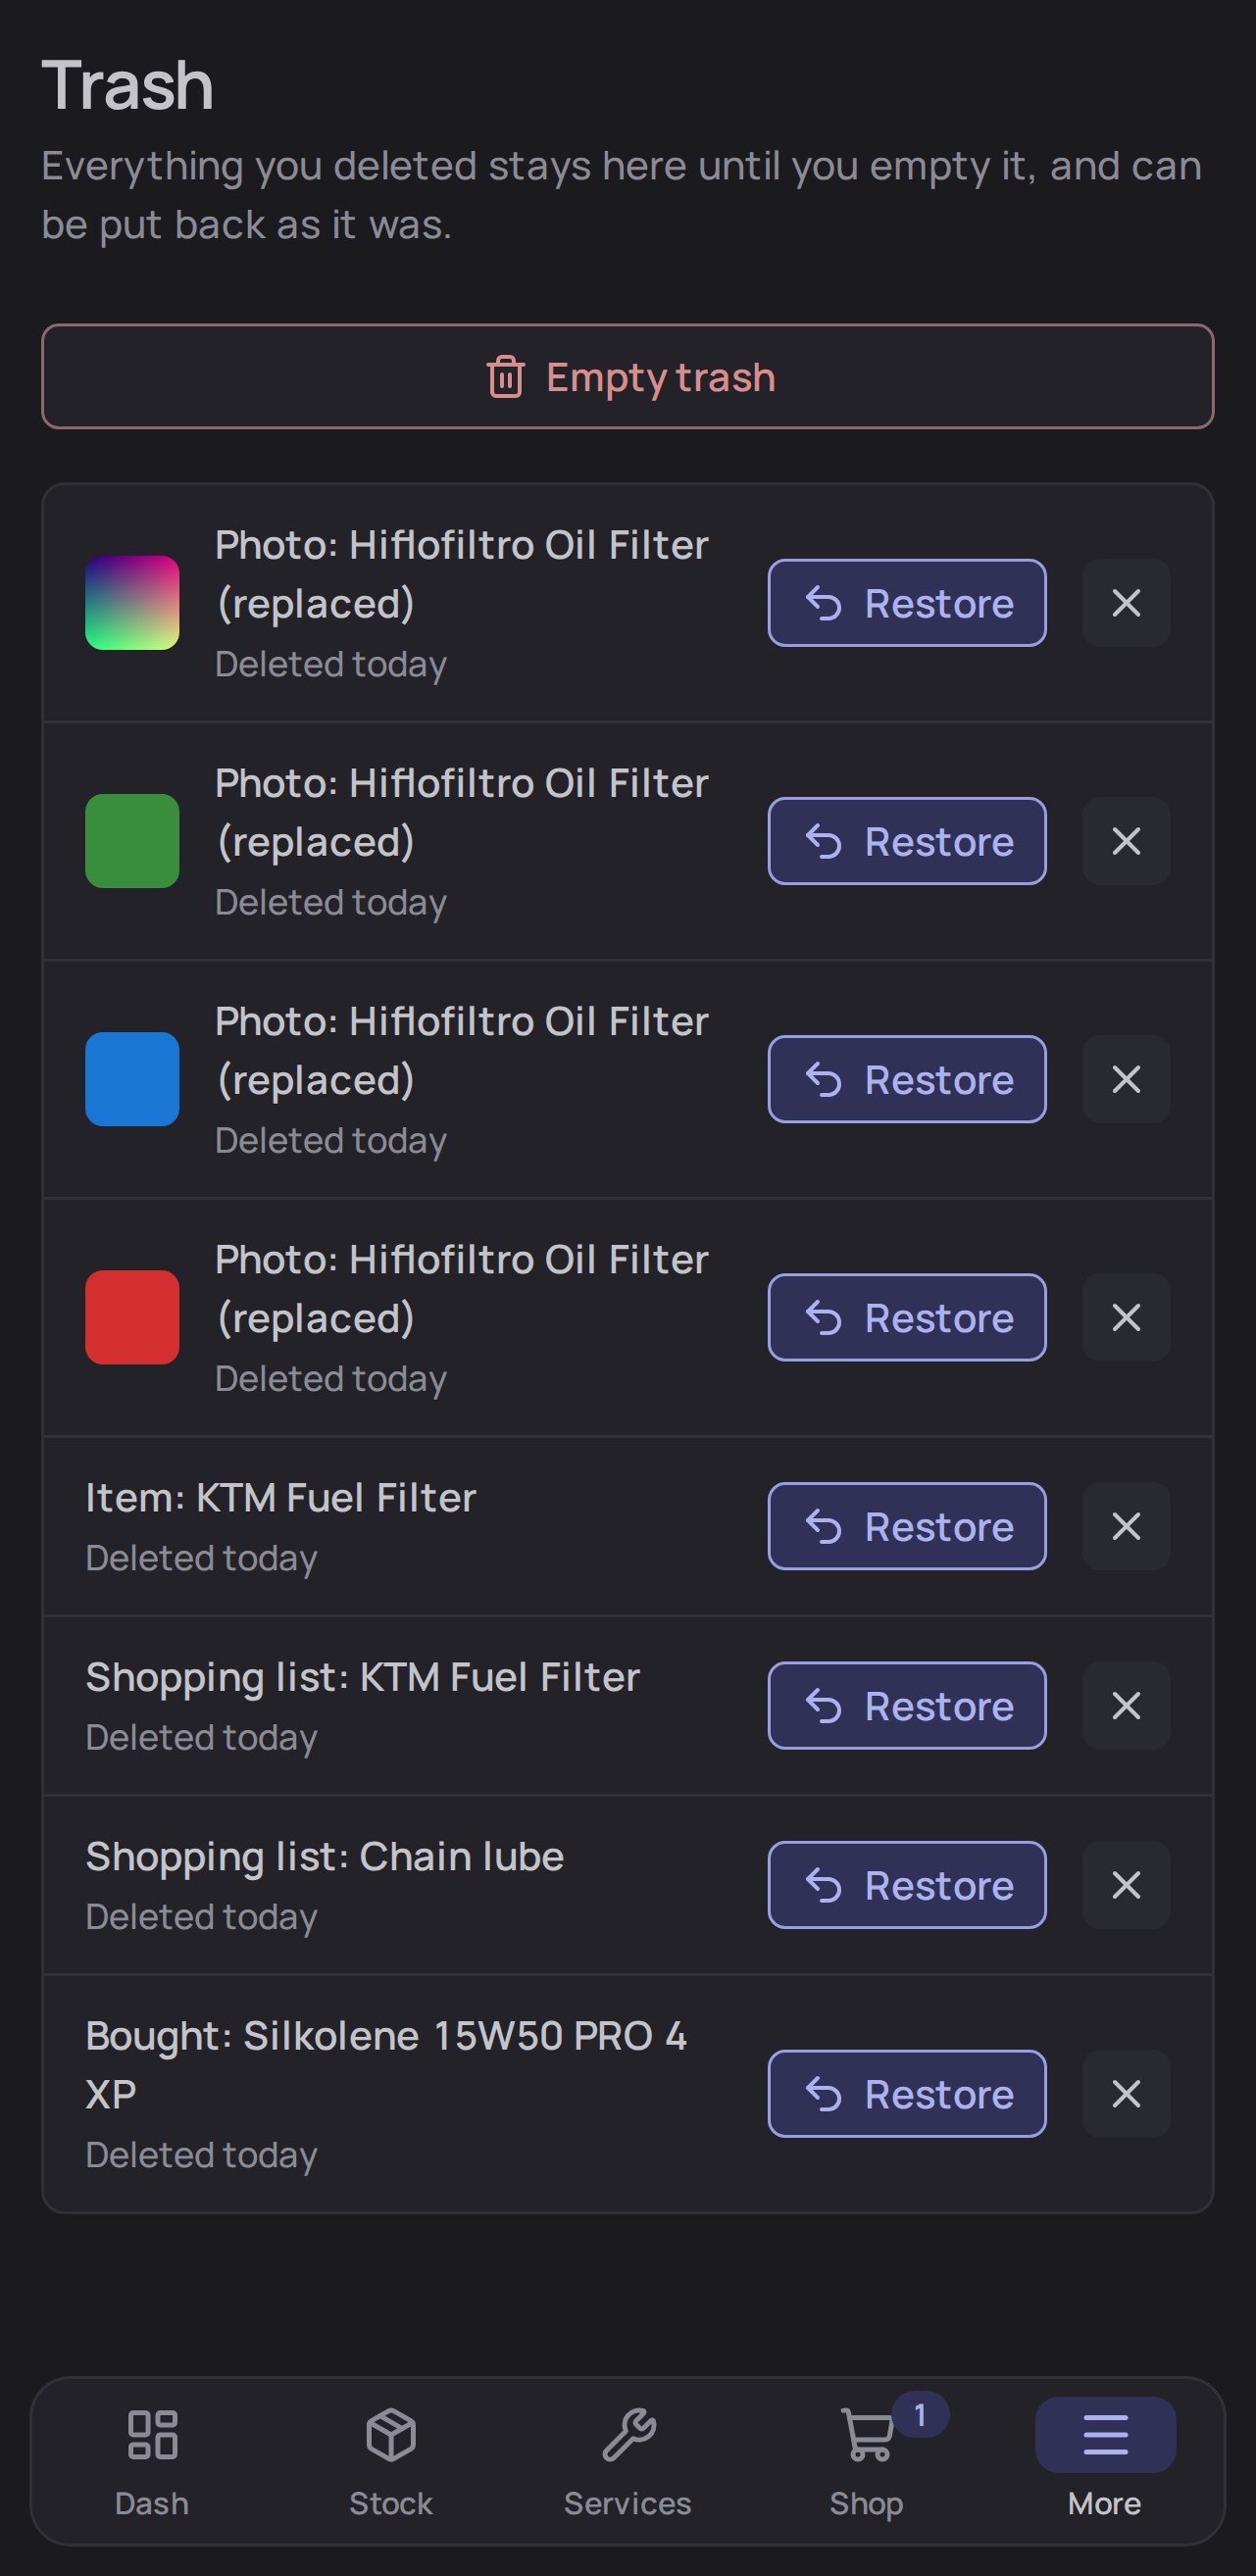 Trash
Everything you deleted stays here until you empty it, and can
be put back as it was.
Empty trash
Photo: Hiflofiltro Oil Filter
(replaced)
Deleted today
Restore
Photo: Hiflofiltro Oil Filter
(replaced)
Deleted today
Restore
Photo: Hiflofiltro Oil Filter
(replaced)
Deleted today
Restore
Photo: Hiflofiltro Oil Filter
(replaced)
Deleted today
Restore
Item: KTM Fuel Filter
Deleted today
Restore
Shopping list: KTM Fuel Filter
Deleted today
Restore
Shopping list: Chain lube
Deleted today
Restore
Bought: Silkolene 15W50 PRO 4
XP
Deleted today
Restore
1
Dash
Stock
Services
Shop
More